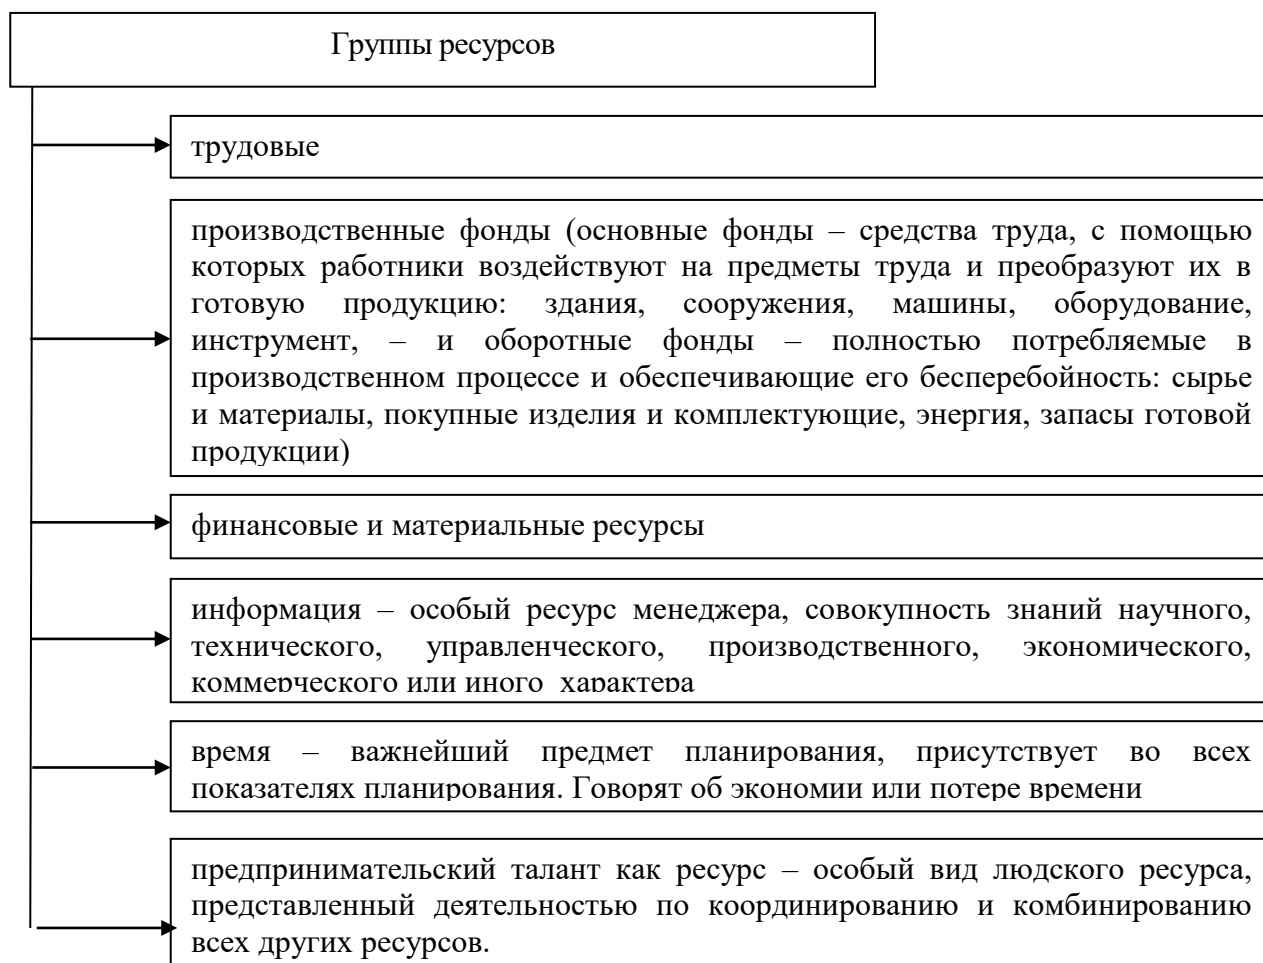 Группы ресурсов
трудовые
производственные фонды (основные фонды – средства труда, с помощью
которых работники воздействуют на предметы труда и преобразуют их в
готовую продукцию: здания, сооружения, машины, оборудование,
инструмент, – и оборотные фонды – полностью потребляемые в
производственном процессе и обеспечивающие его бесперебойность: сырье
и материалы, покупные изделия и комплектующие, энергия, запасы готовой
продукции)
финансовые и материальные ресурсы
информация – особый ресурс менеджера, совокупность знаний научного,
технического, управленческого, производственного, экономического,
коммерческого или иного характера
время – важнейший предмет планирования, присутствует во всех
показателях планирования. Говорят об экономии или потере времени
предпринимательский талант как ресурс – особый вид людского ресурса,
представленный деятельностью по координированию и комбинированию
всех других ресурсов.